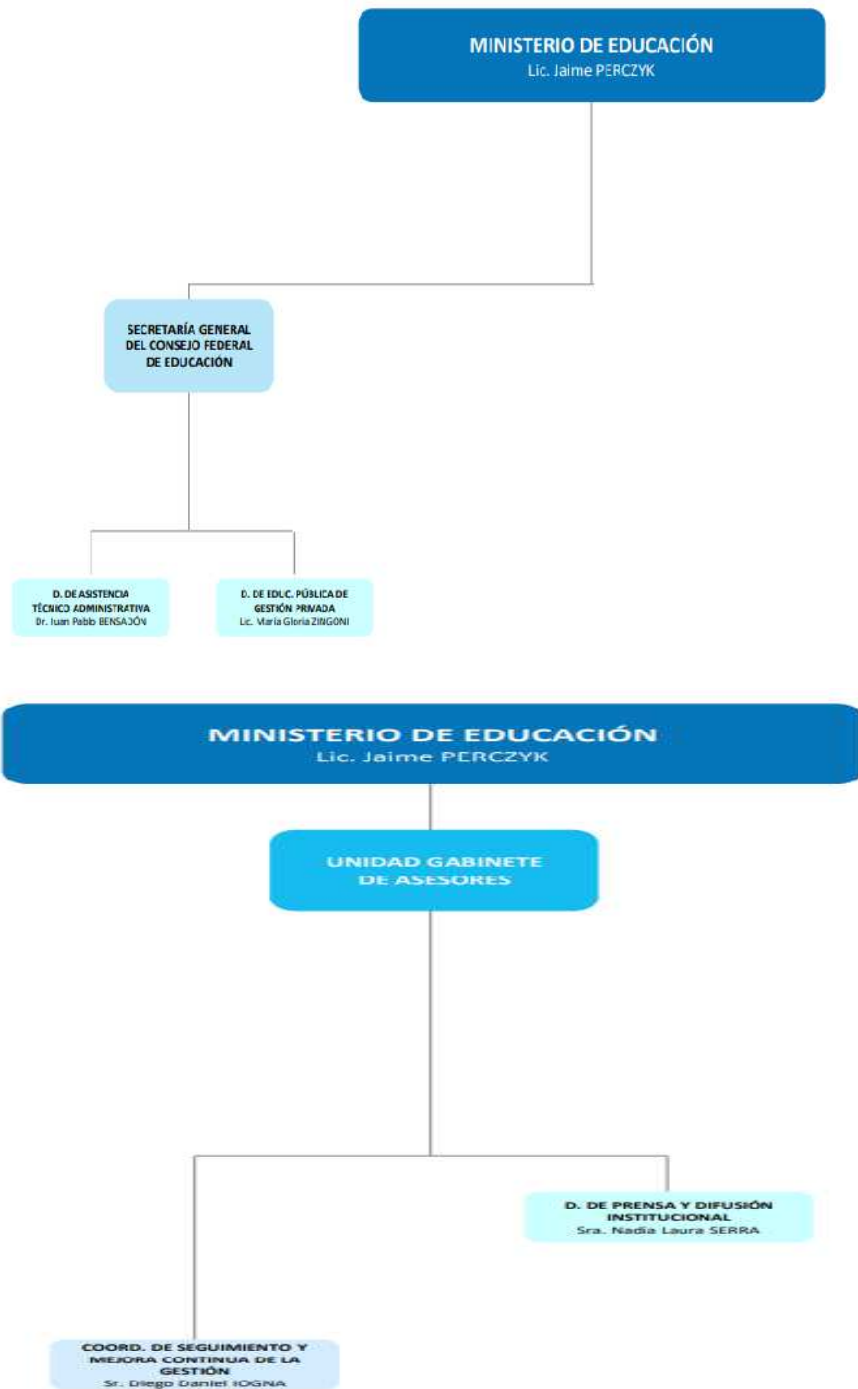 MINISTERIO DE EDUCACIÓN
Lic. Jaime PERCZYK
SECRETARÍA GENERAL
DEL CONSEJO FEDERAL
DE EDUCACIÓN
D. DE ASISTENCIA
TÉCNICO ADMINISTRATIVA
Dr. Juan Pablo BENSADÓN
D. DE EDUC. PÚBLICA DE
GESTIÓN PRIVADA
Lic. María Gloria ZINGONI
MINISTERIO DE EDUCACIÓN
Lic. Jaime PERCZYK
UNIDAD GABINETE
DE ASESORES
D. DE PRENSA Y DIFUSIÓN
INSTITUCIONAL
Sra. Nadia Laura SERRA
COORD. DE SEGUIMIENTO Y
MEJORA CONTINUA DE LA
GESTIÓN
Sr. Diego Daniel IOGNA